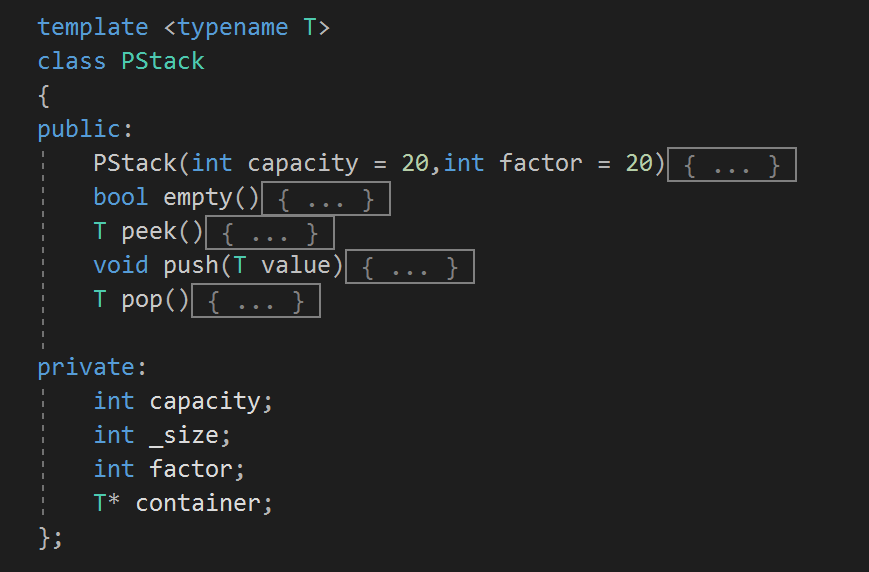 template <typename T>
class PStack
{
public:
PStack(int capacity = 20,int factor = 20){ ... }
bool empty(){ ... }
T peek(){ ... }
void push(T value){ ... }
T pop(){ ... }
private:
int capacity;
int _size;
int factor;
T* container;
};